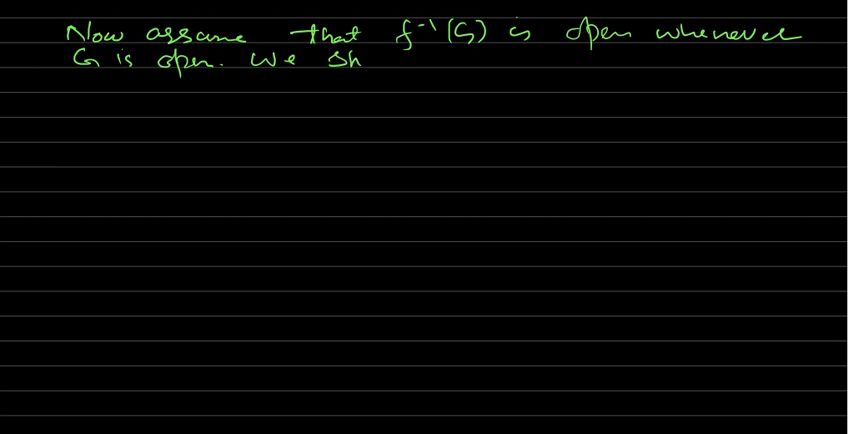 Now assume that f⁻¹(G) is open whenever
G is open. We sh